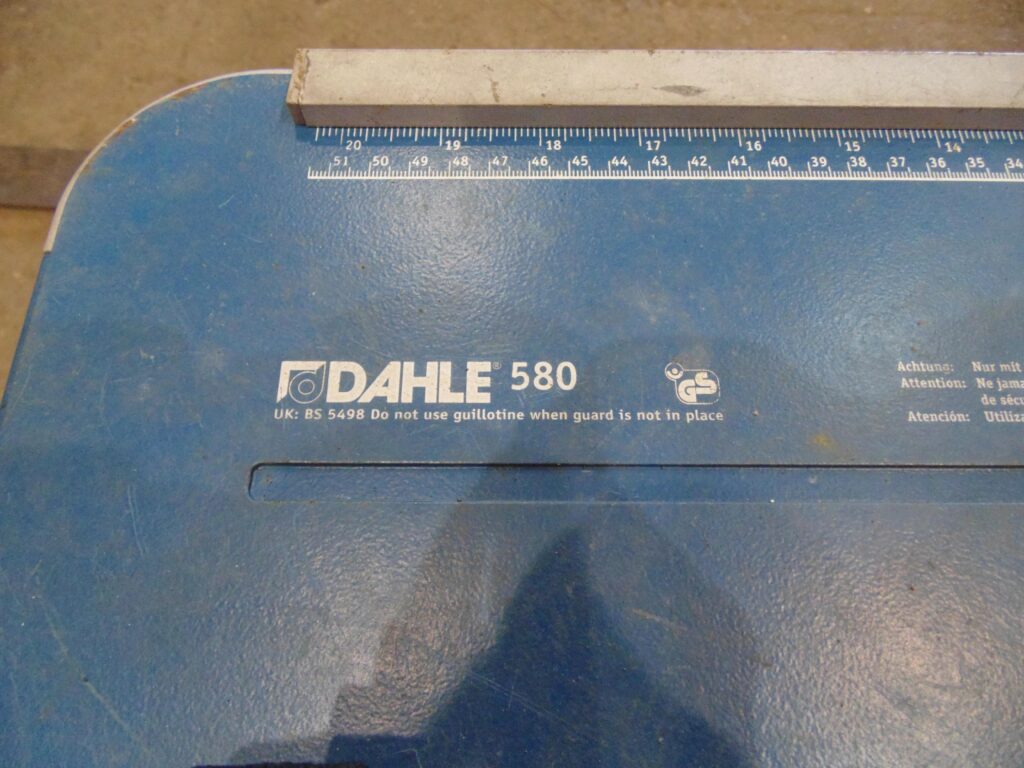 20 19 18 17 16 15 14
51 50 49 48 47 46 45 44 43 42 41 40 39 38 37 36 35 34
DAHLE® 580
UK: BS 5498 Do not use guillotine when guard is not in place
GS
Achtung: Nur mit
Attention: Ne jama
de sécu
Atención: Utiliza